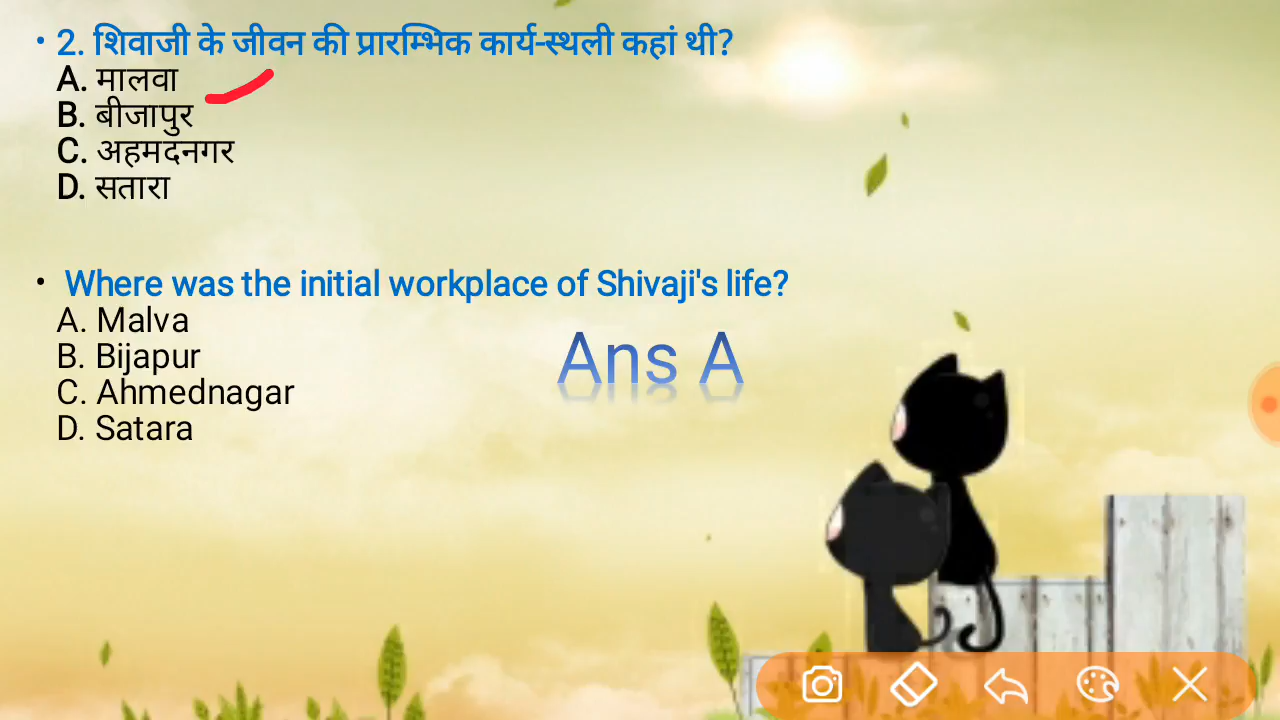 • 2. शिवाजी के जीवन की प्रारम्भिक कार्य-स्थली कहां थी?
A. मालवा
B. बीजापुर
C. अहमदनगर
D. सतारा
• Where was the initial workplace of Shivaji's life?
A. Malva
B. Bijapur
C. Ahmednagar
D. Satara
Ans A